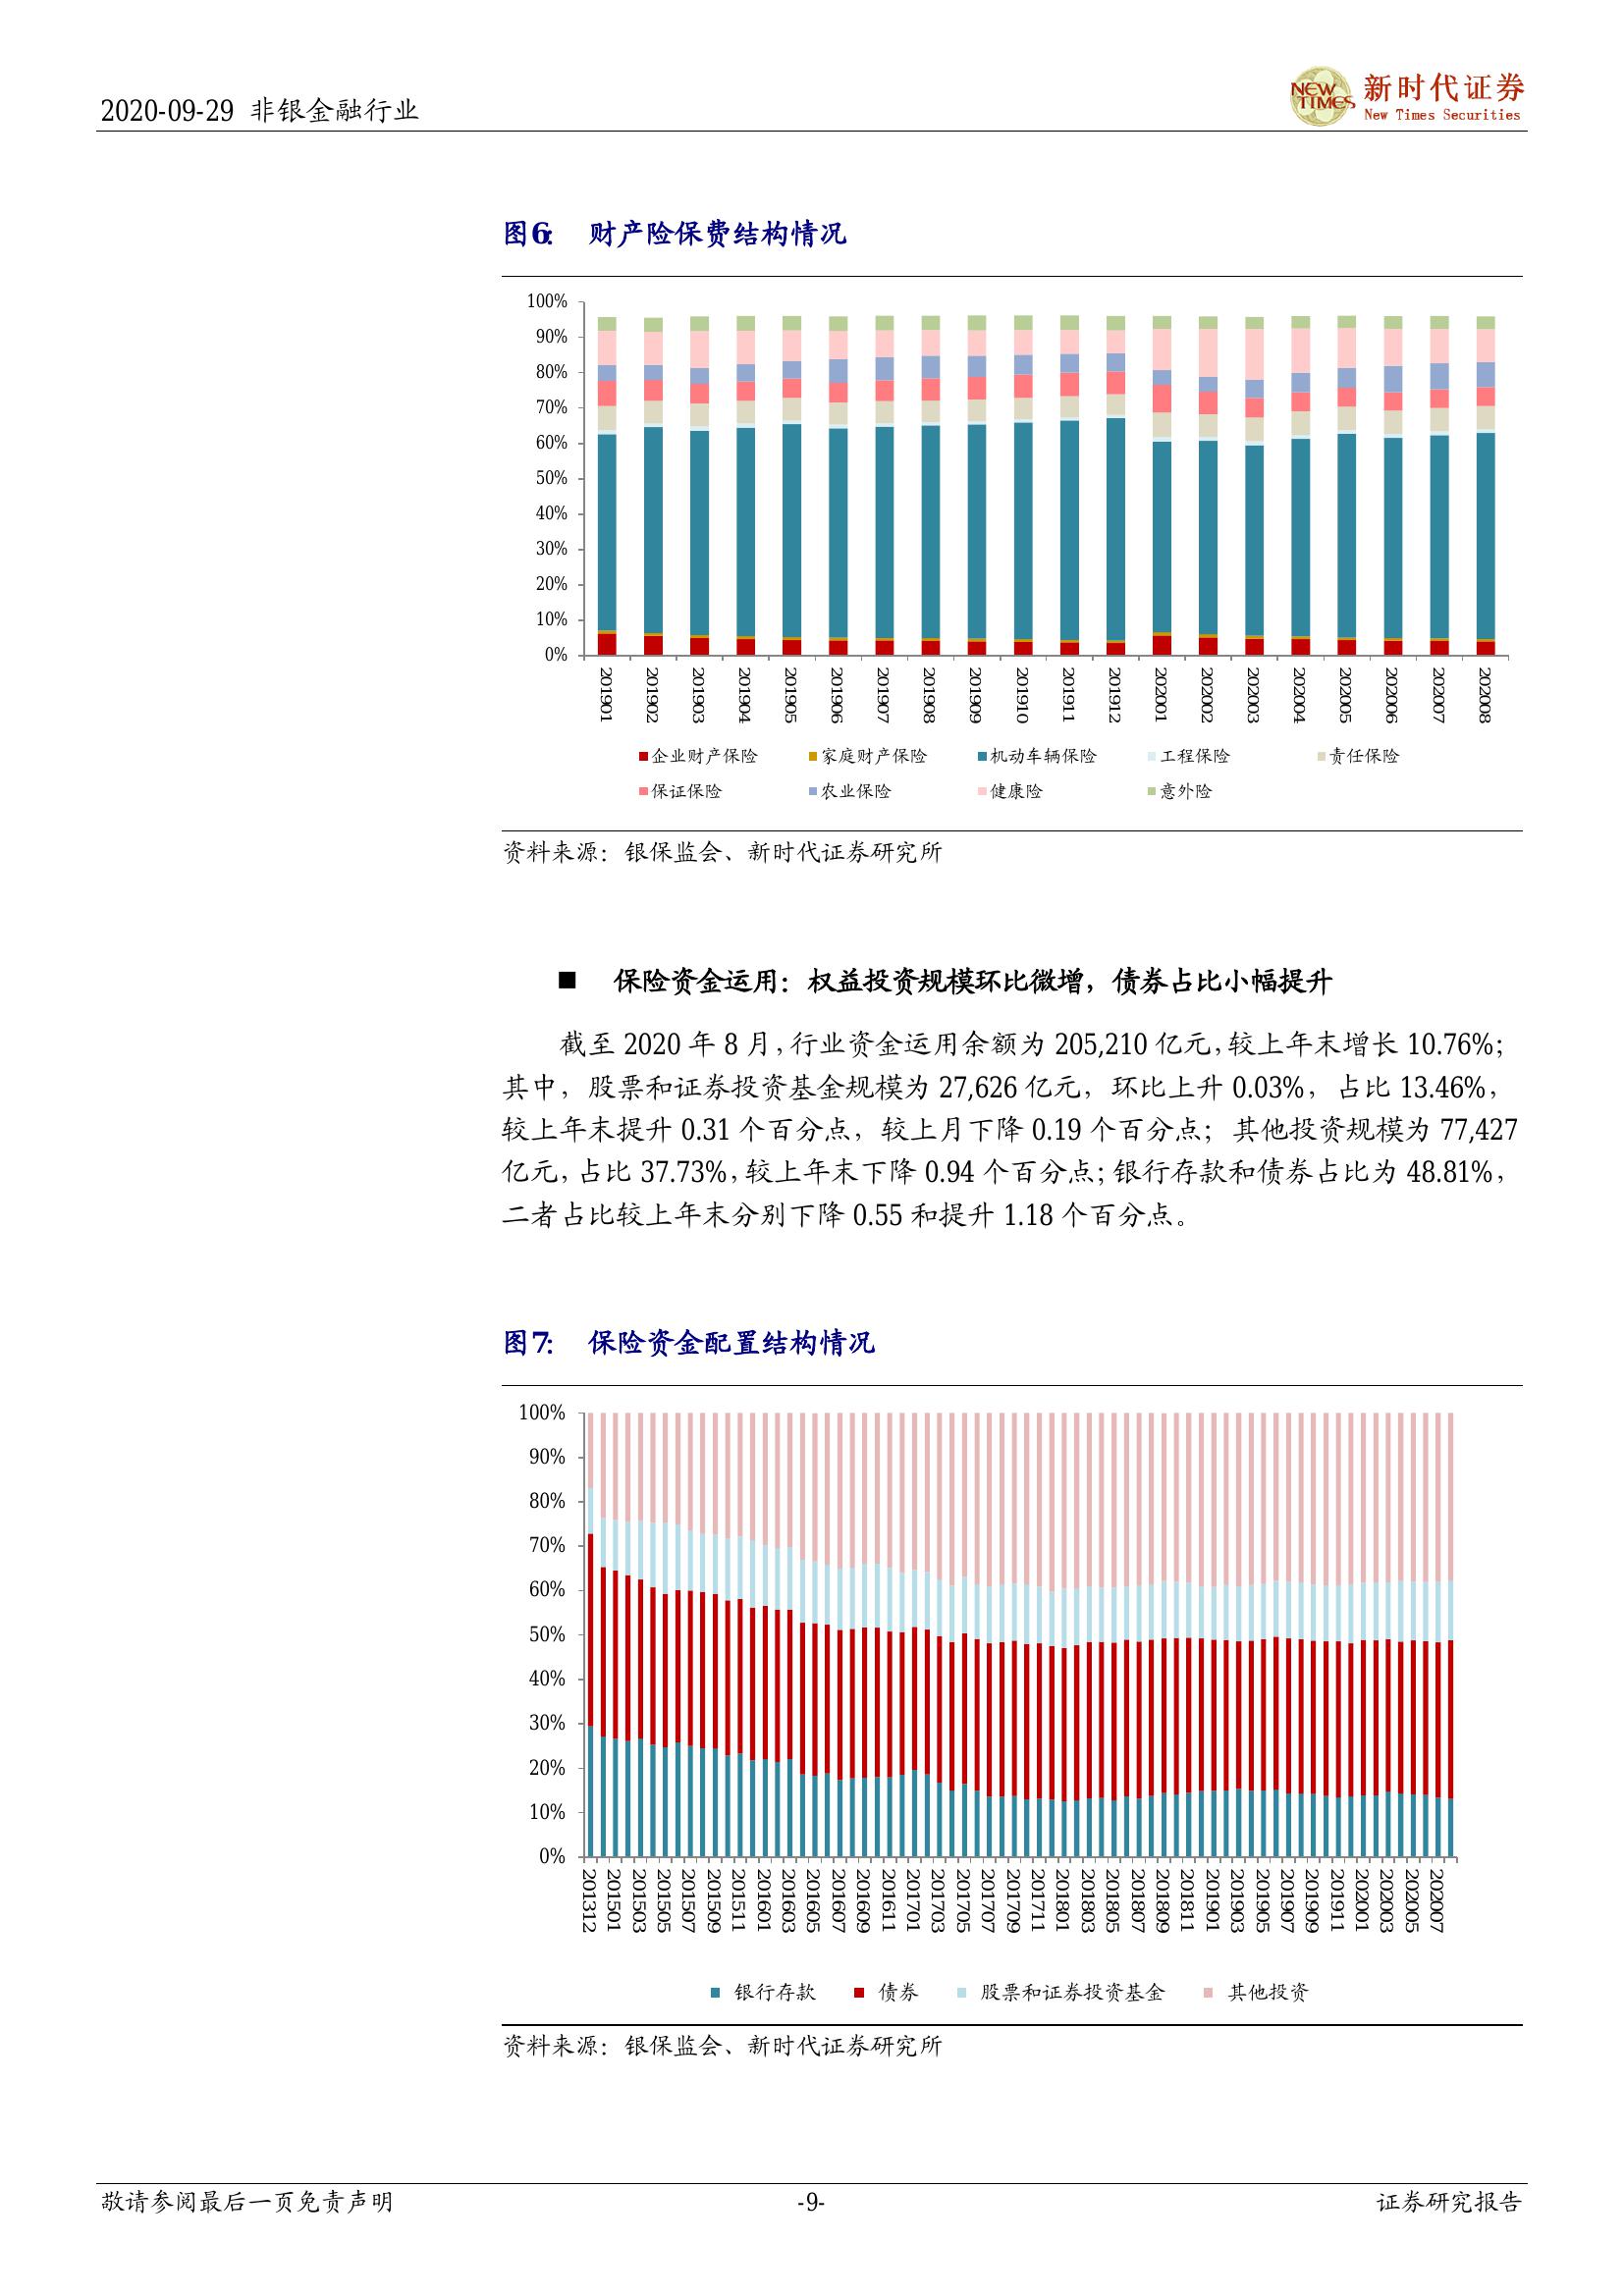 2020-09-29 非银金融行业
NEW TIMES 新时代证券
New Times Securities
图6： 财产险保费结构情况
100%
90%
80%
70%
60%
50%
40%
30%
20%
10%
0%
201901 201902 201903 201904 201905 201906 201907 201908 201909 201910 201911 201912 202001 202002 202003 202004 202005 202006 202007 202008
企业财产保险 家庭财产保险 机动车辆保险 工程保险 责任保险
保证保险 农业保险 健康险 意外险
资料来源：银保监会、新时代证券研究所
■ 保险资金运用：权益投资规模环比微增，债券占比小幅提升
截至 2020 年 8 月，行业资金运用余额为 205,210 亿元，较上年末增长 10.76%；
其中，股票和证券投资基金规模为 27,626 亿元，环比上升 0.03%，占比 13.46%，
较上年末提升 0.31 个百分点，较上月下降 0.19 个百分点；其他投资规模为 77,427
亿元，占比 37.73%，较上年末下降 0.94 个百分点；银行存款和债券占比为 48.81%，
二者占比较上年末分别下降 0.55 和提升 1.18 个百分点。
图7： 保险资金配置结构情况
100%
90%
80%
70%
60%
50%
40%
30%
20%
10%
0%
201312 201501 201503 201505 201507 201509 201511 201601 201603 201605 201607 201609 201611 201701 201703 201705 201707 201709 201711 201801 201803 201805 201807 201809 201811 201901 201903 201905 201907 201909 201911 202001 202003 202005 202007
银行存款 债券 股票和证券投资基金 其他投资
资料来源：银保监会、新时代证券研究所
敬请参阅最后一页免责声明 -9- 证券研究报告